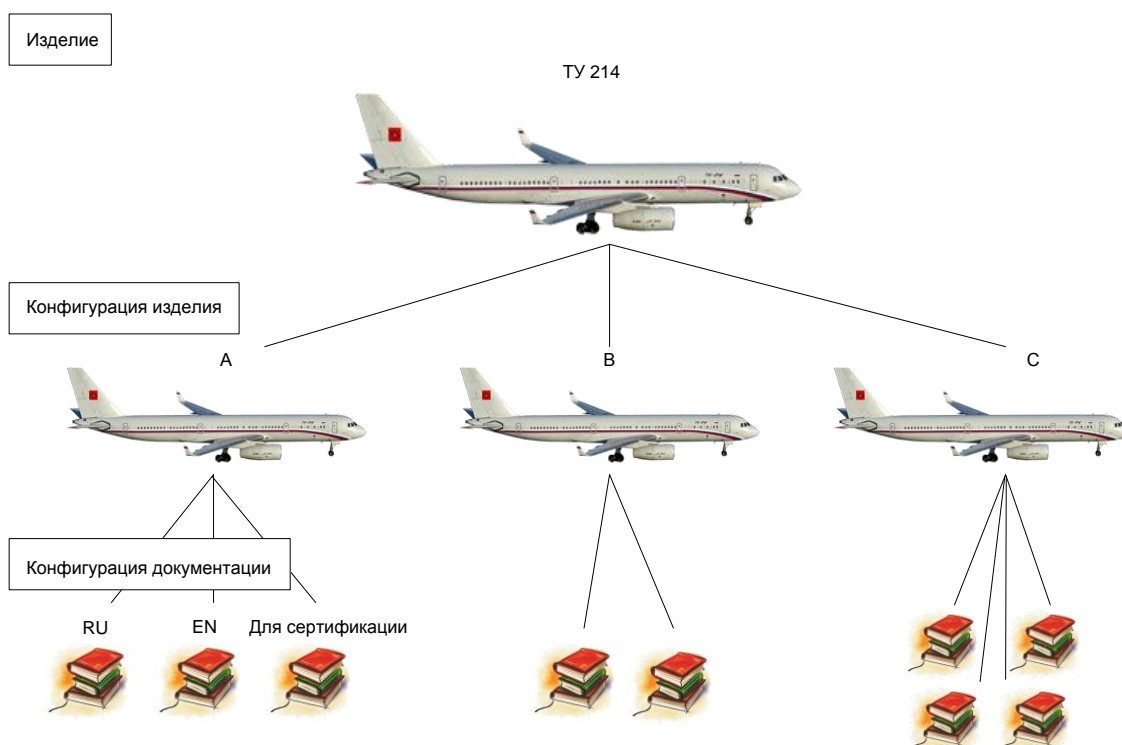 Изделие
ТУ 214
Конфигурация изделия
A
B
C
Конфигурация документации
RU
EN
Для сертификации